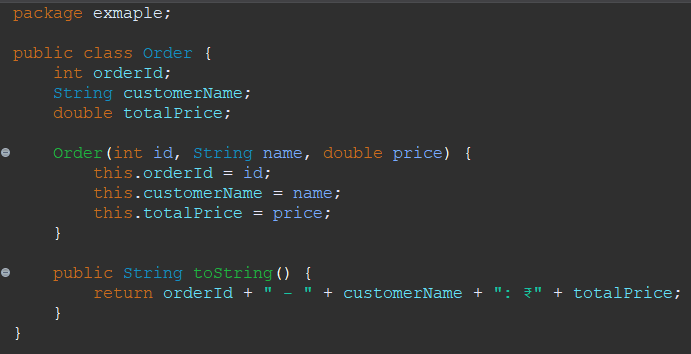 package exmaple;
public class Order {
int orderId;
String customerName;
double totalPrice;
Order(int id, String name, double price) {
this.orderId = id;
this.customerName = name;
this.totalPrice = price;
}
public String toString() {
return orderId + " - " + customerName + ": ₹" + totalPrice;
}
}